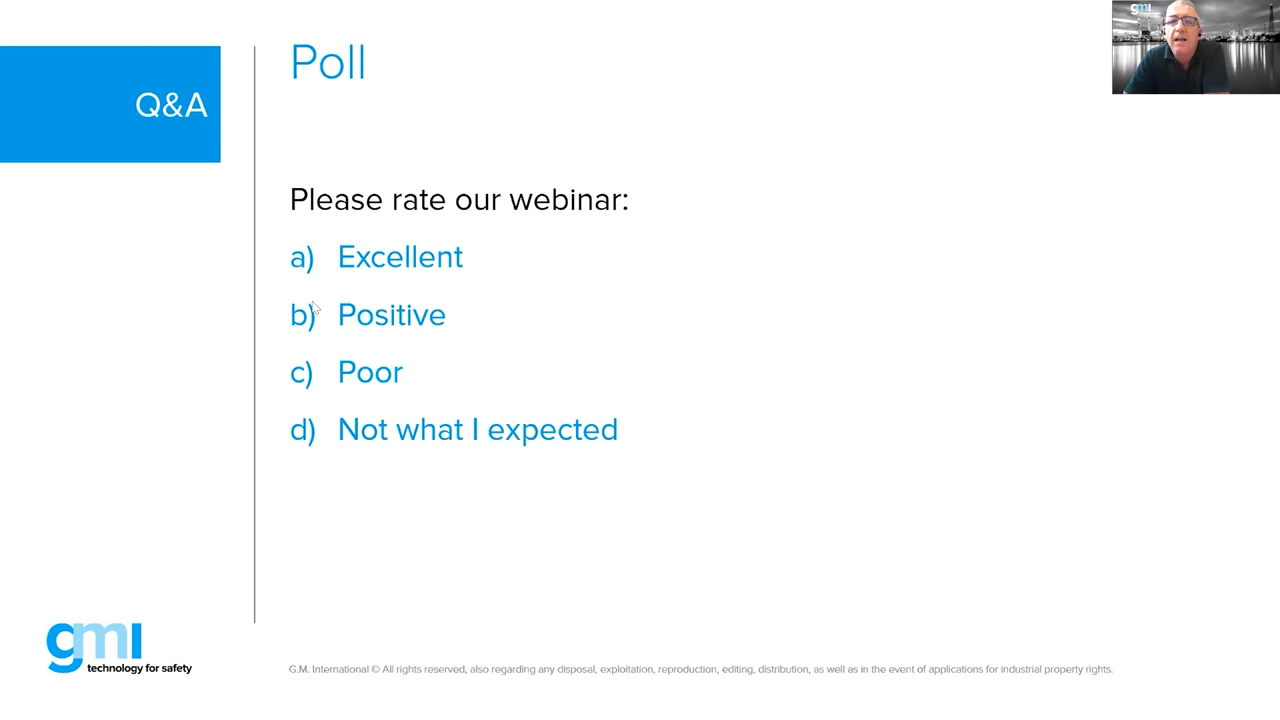 Q&A
Poll
Please rate our webinar:
a) Excellent
b) Positive
c) Poor
d) Not what I expected
gmi
technology for safety
G.M. International © All rights reserved, also regarding any disposal, exploitation, reproduction, editing, distribution, as well as in the event of applications for industrial property rights.
gmi